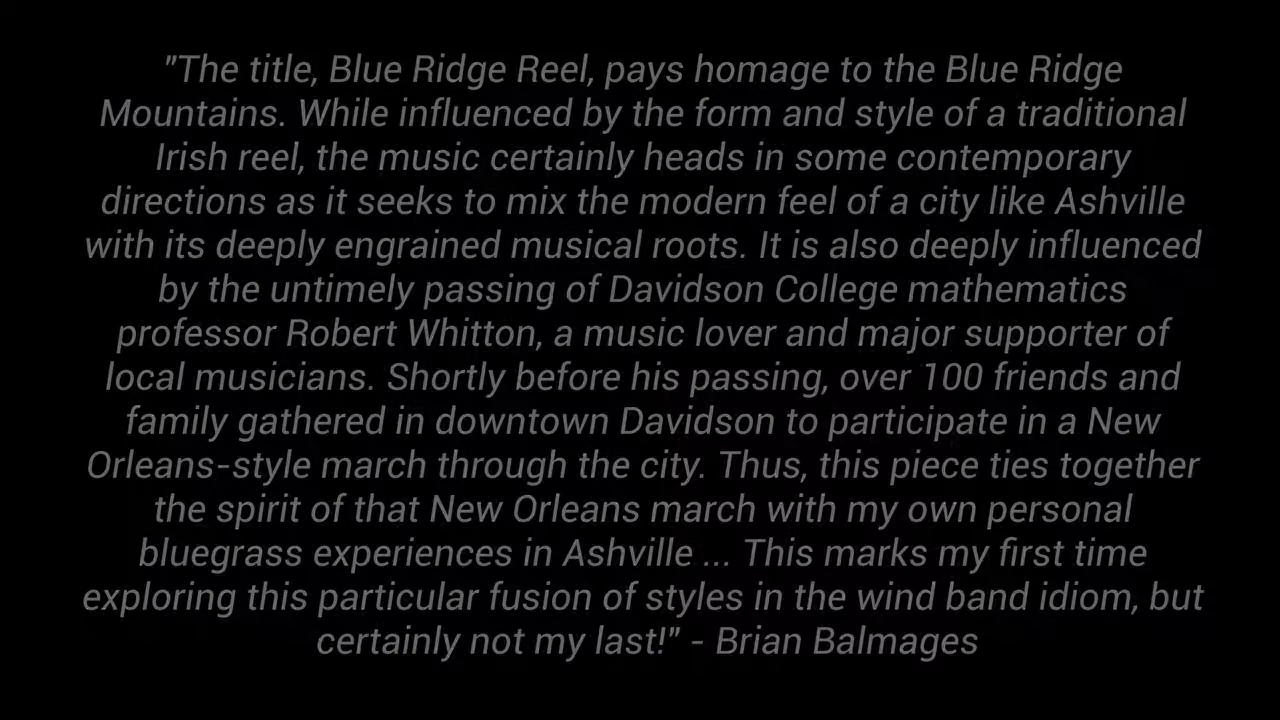 "The title, Blue Ridge Reel, pays homage to the Blue Ridge
Mountains. While influenced by the form and style of a traditional
Irish reel, the music certainly heads in some contemporary
directions as it seeks to mix the modern feel of a city like Ashville
with its deeply engrained musical roots. It is also deeply influenced
by the untimely passing of Davidson College mathematics
professor Robert Whitton, a music lover and major supporter of
local musicians. Shortly before his passing, over 100 friends and
family gathered in downtown Davidson to participate in a New
Orleans-style march through the city. Thus, this piece ties together
the spirit of that New Orleans march with my own personal
bluegrass experiences in Ashville ... This marks my first time
exploring this particular fusion of styles in the wind band idiom, but
certainly not my last!" - Brian Balmages